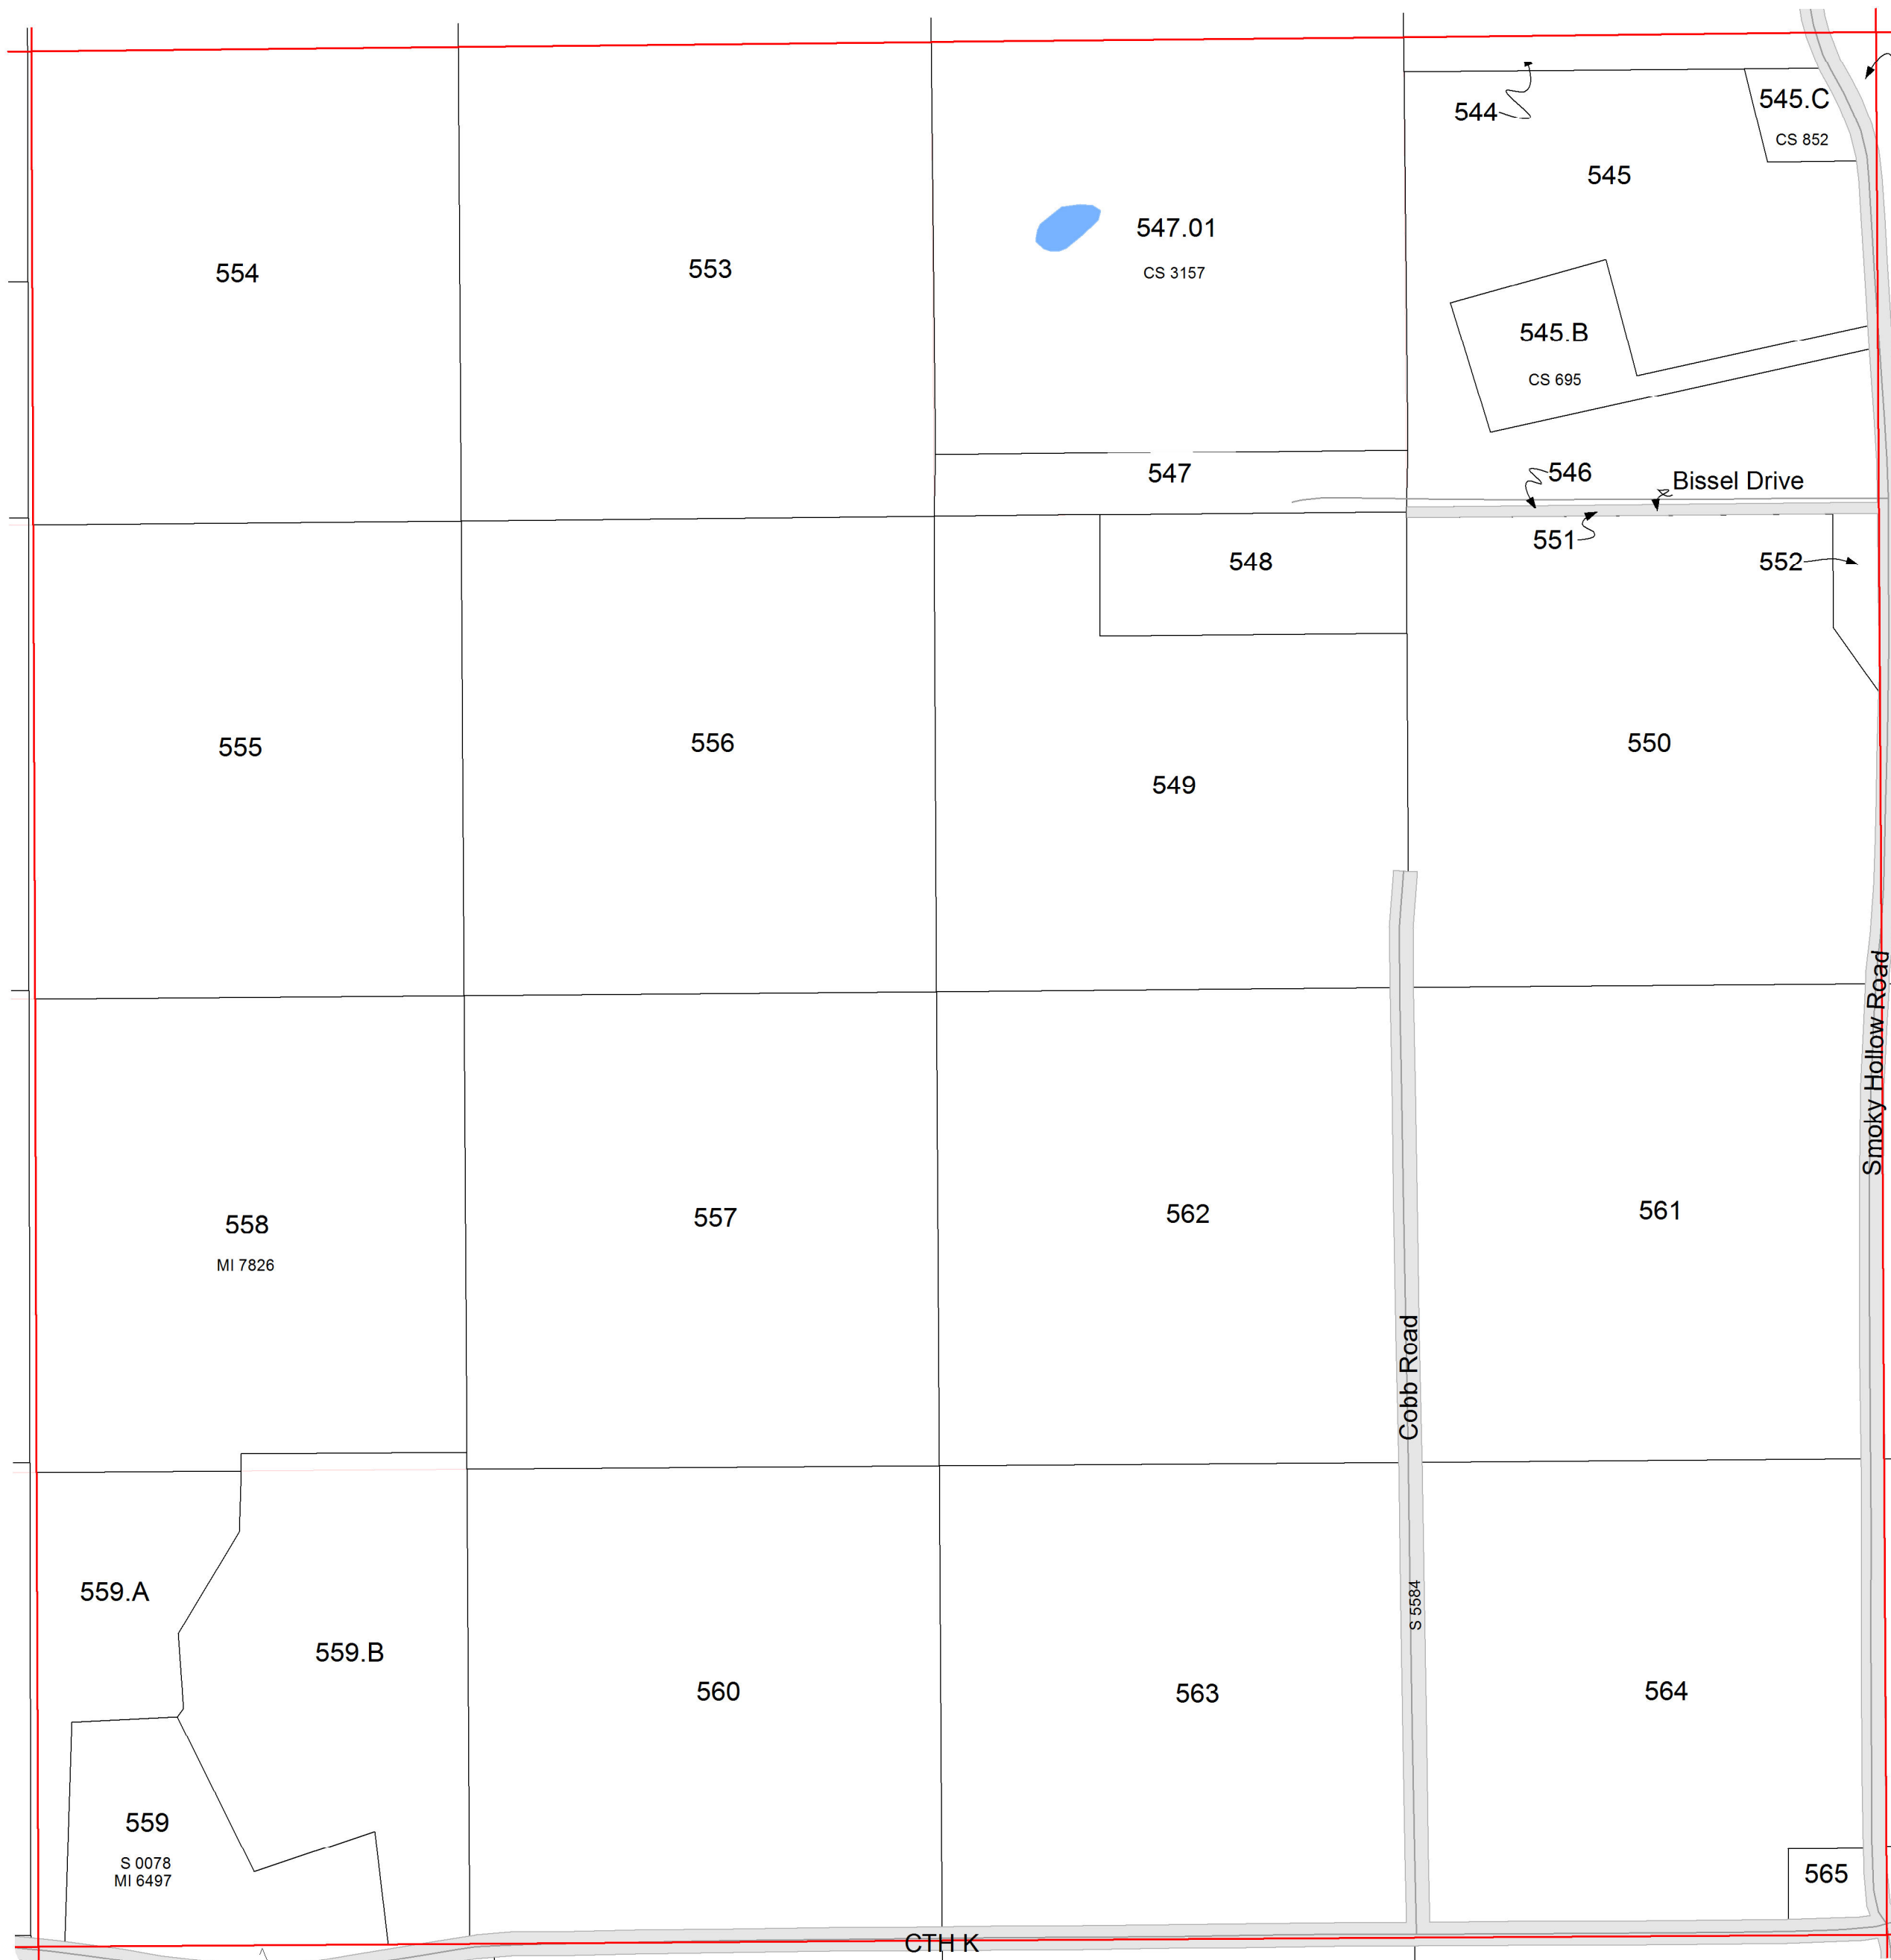 545.C
CS 852
544
545
547.01
CS 3157
554
553
545.B
CS 695
547
546
Bissel Drive
551
548
552
555
556
549
550
Smoky Hollow Road
558
MI 7826
557
562
561
Cobb Road
559.A
S 5584
559.B
560
563
564
559
S 0078
MI 6497
565
CTH K